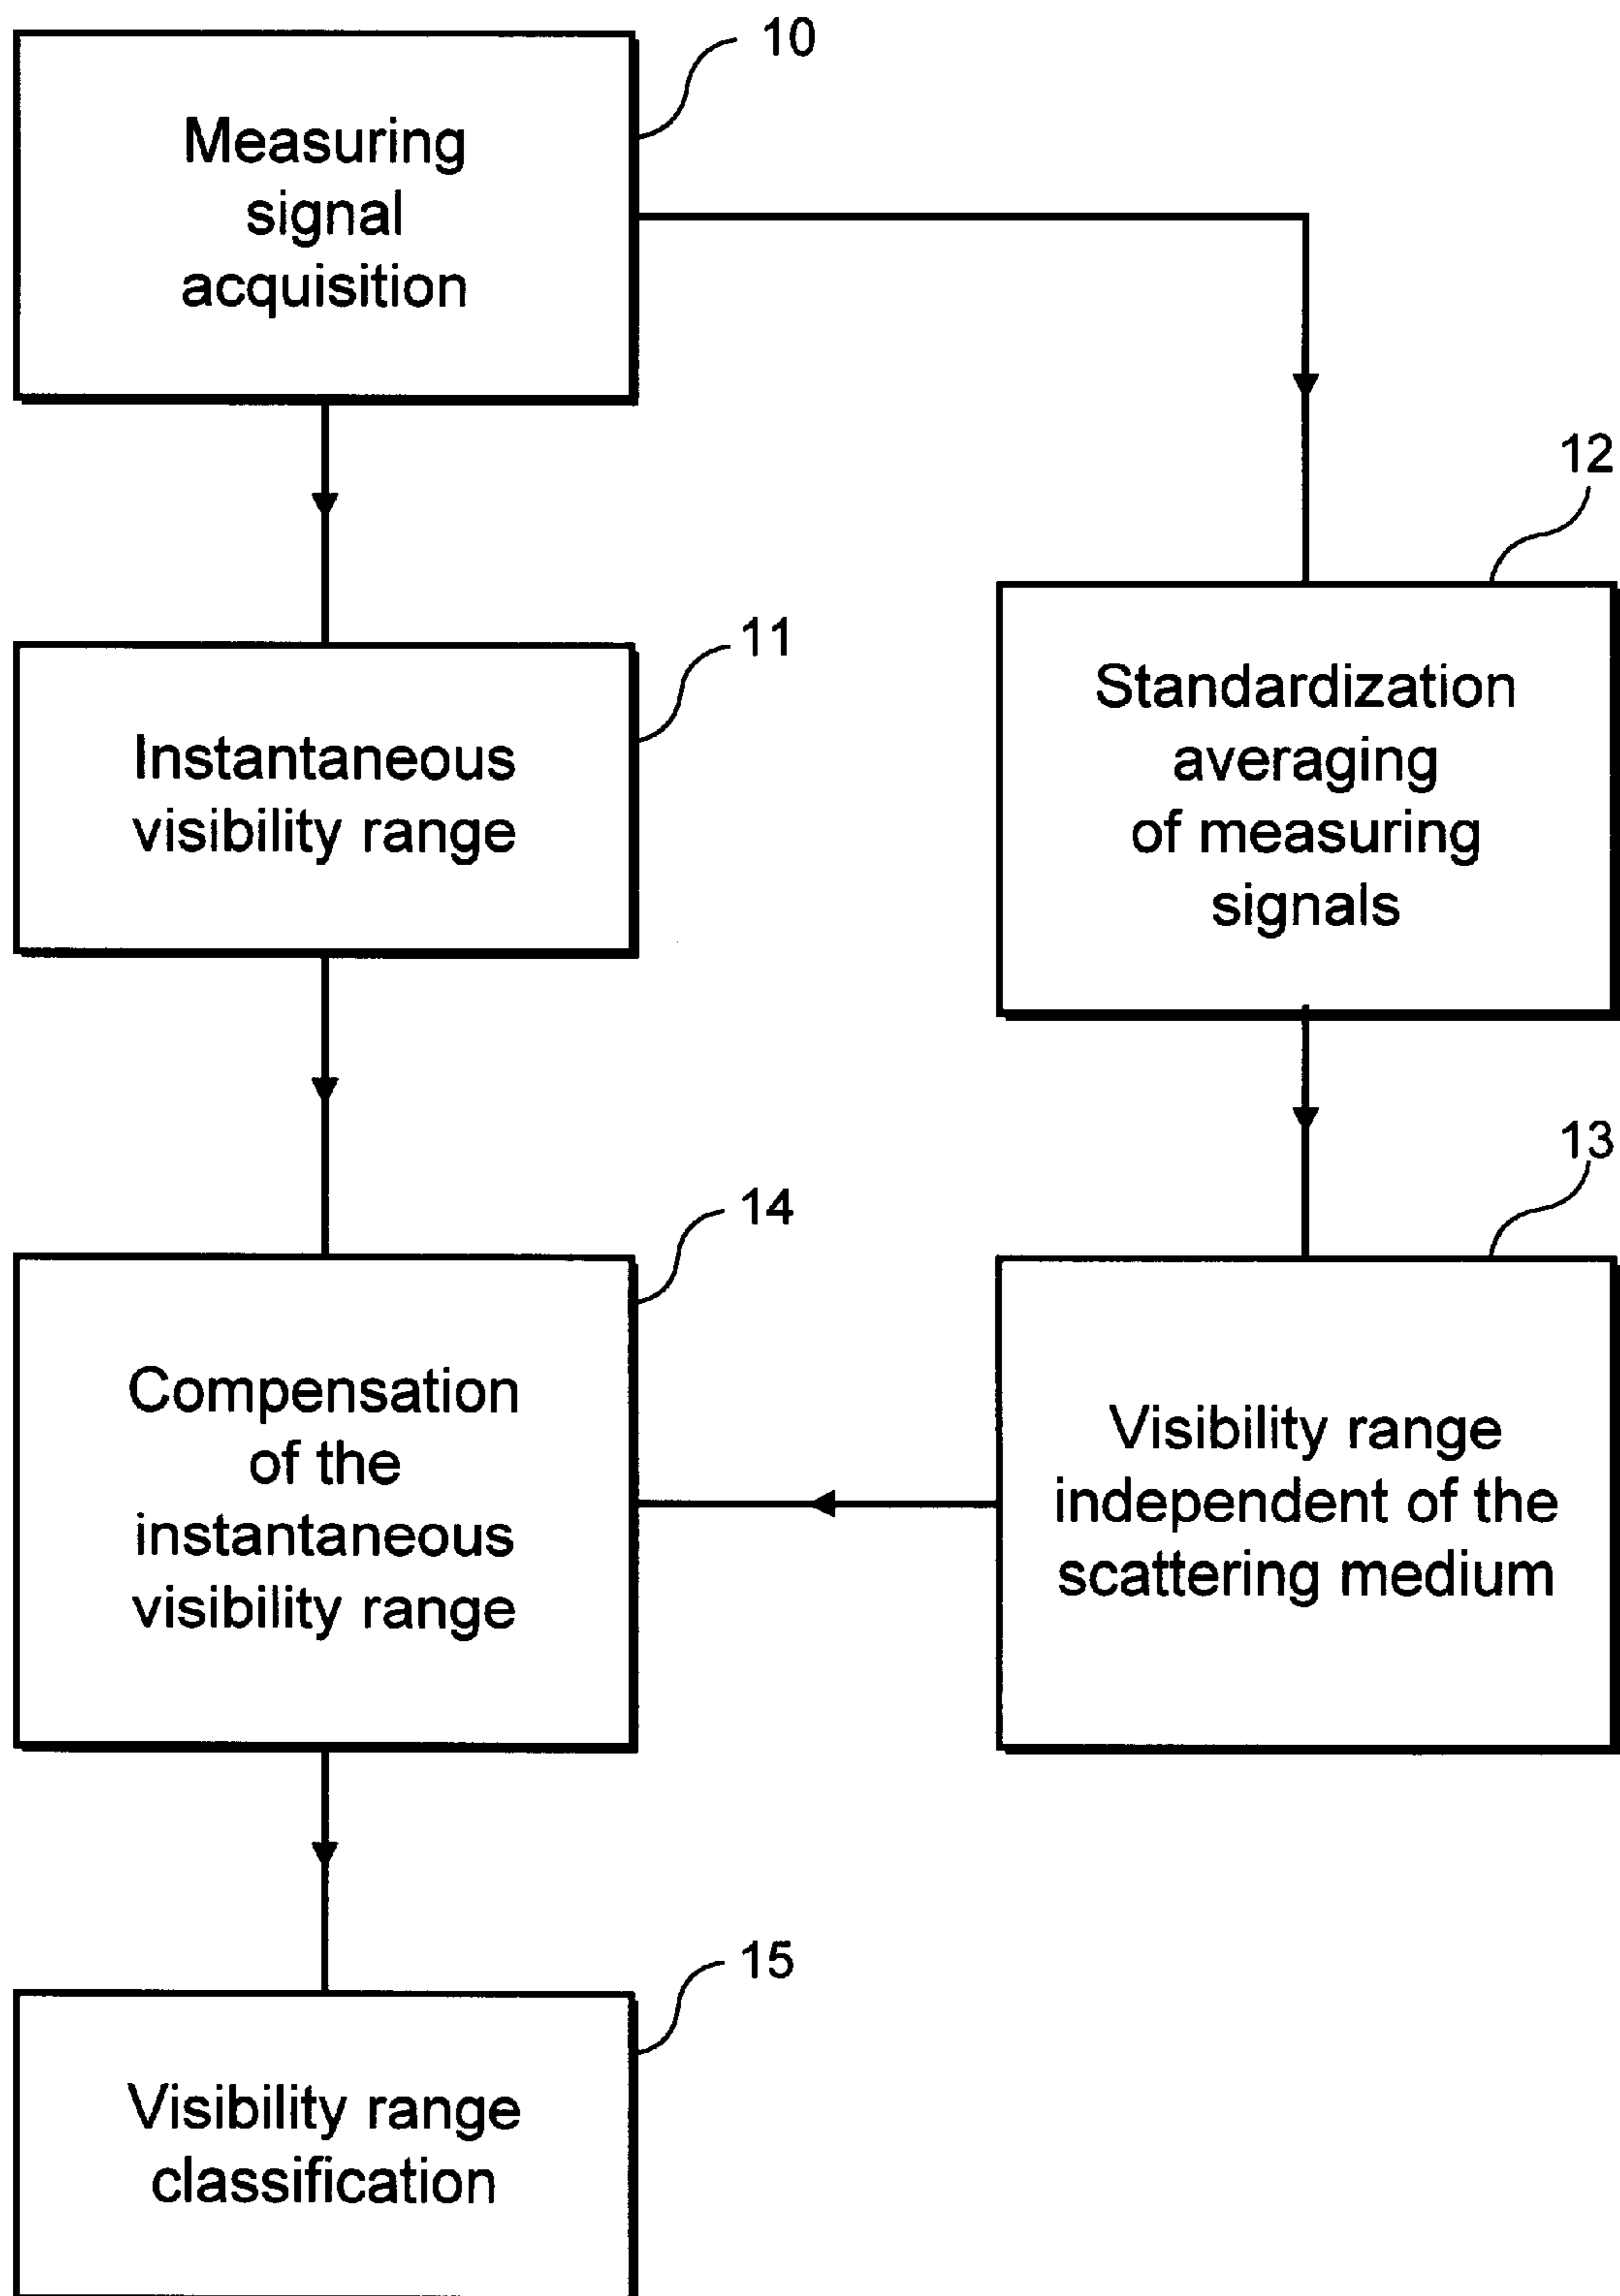 10
Measuring
signal
acquisition
12
11
Standardization
averaging
of measuring
signals
Instantaneous
visibility range
13
14
Compensation
of the
instantaneous
visibility range
Visibility range
independent of the
scattering medium
15
Visibility range
classification